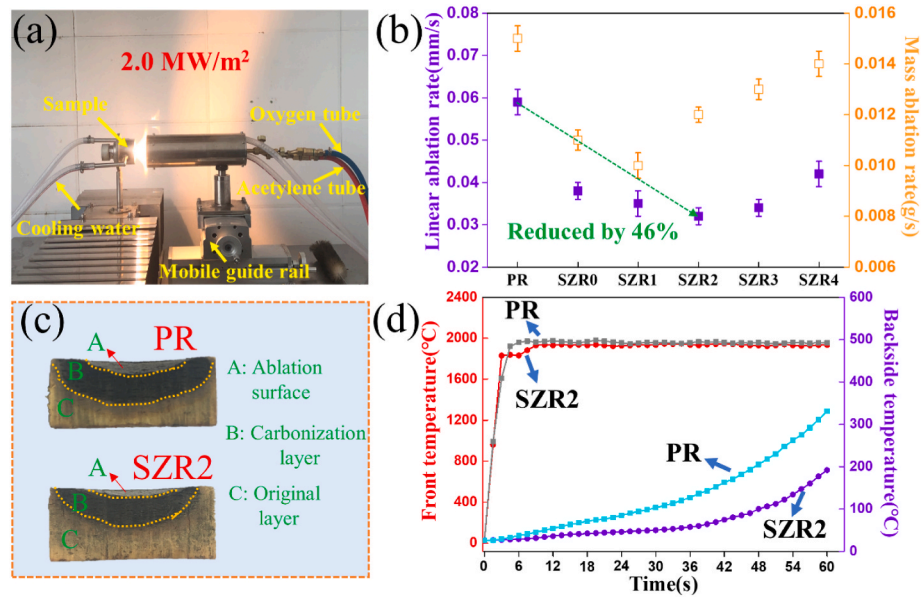 (a)
2.0 MW/m²
Sample
Oxygen tube
Acetylene tube
Cooling water
Mobile guide rail
(b)
Linear ablation rate(mm/s)
0.08
0.07
0.06
0.05
0.04
0.03
0.02
Reduced by 46%
PR SZR0 SZR1 SZR2 SZR3 SZR4
0.016
0.014
0.012
0.010
0.008
0.006
Mass ablation rate(g/s)
(c)
PR
A
B
C
SZR2
A
B
C
A: Ablation
surface
B: Carbonization
layer
C: Original
layer
(d)
Front temperature(°C)
2400
2000
1600
1200
800
400
0
PR
SZR2
PR
SZR2
0 6 12 18 24 30 36 42 48 54 60
Time(s)
600
500
400
300
200
100
0
Backside temperature(°C)